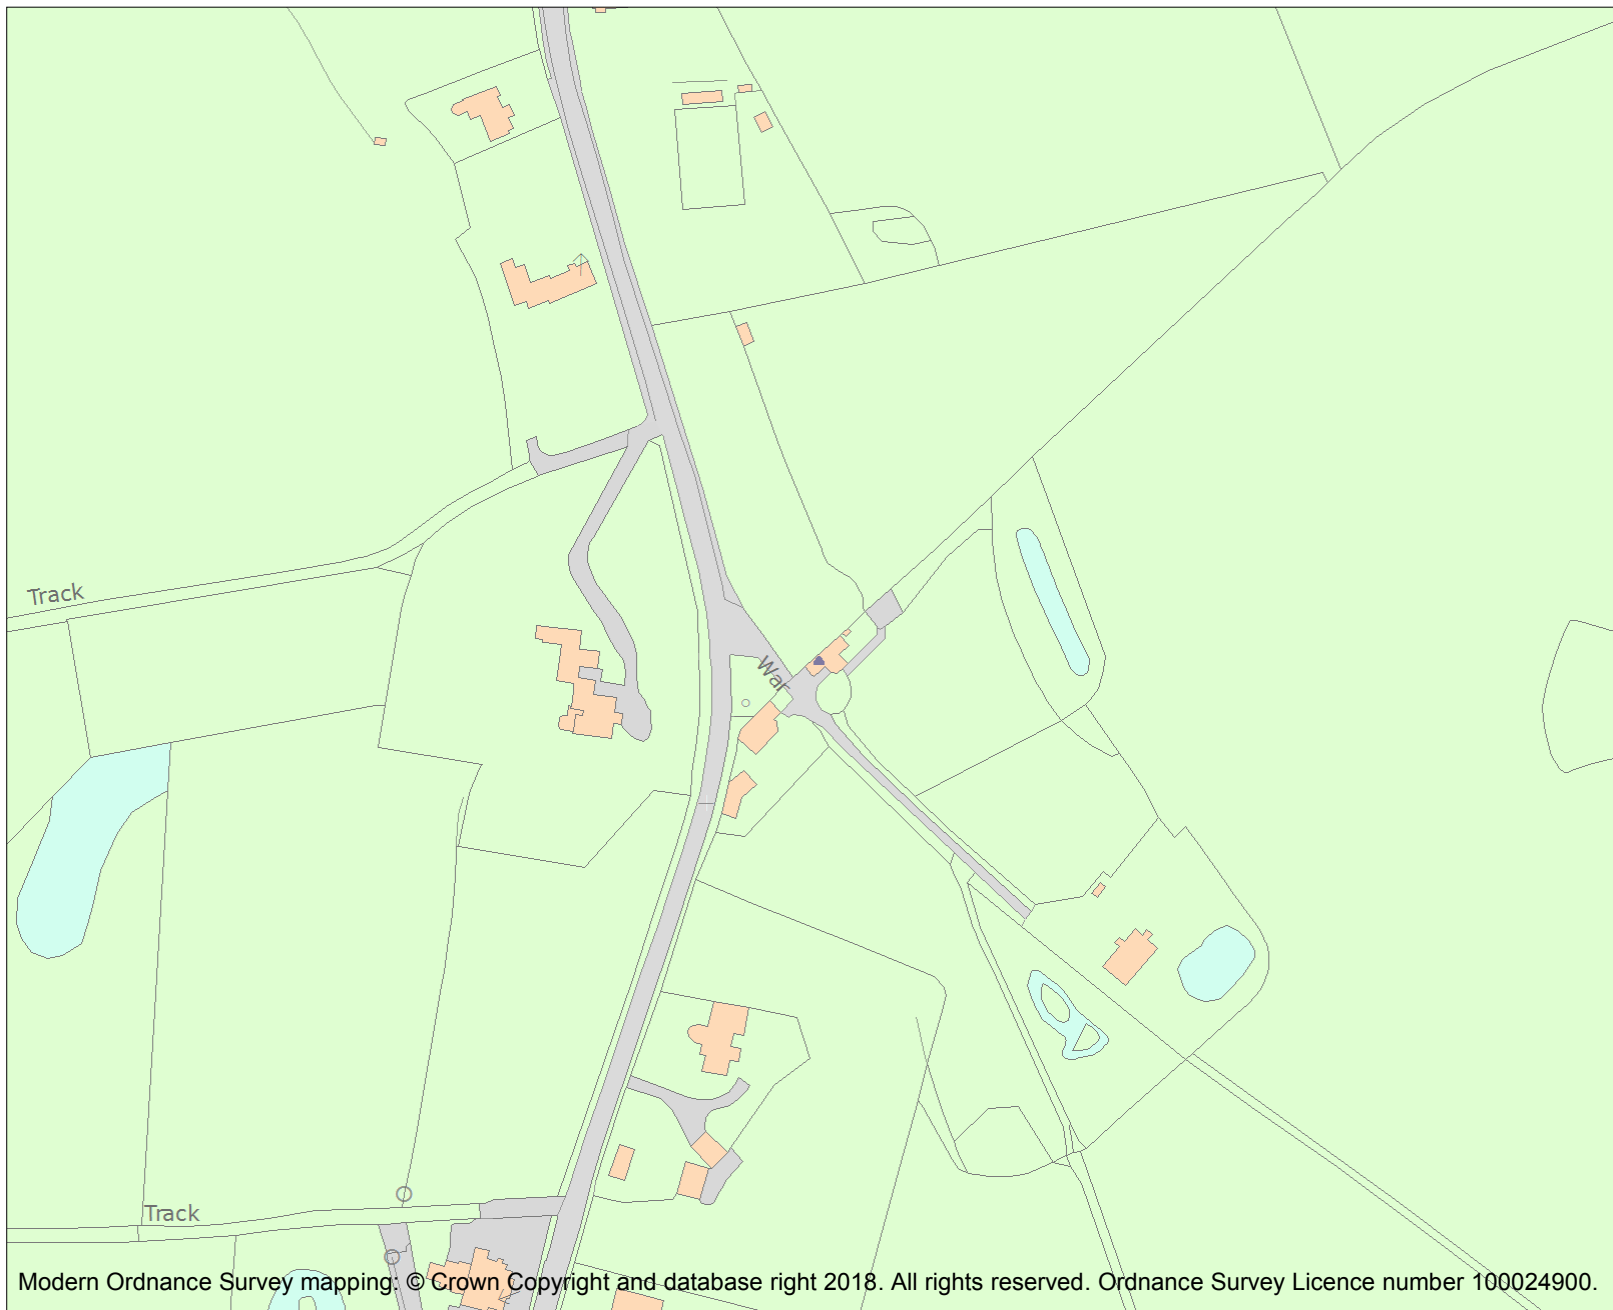 Track
War
Track
Modern Ordnance Survey mapping: © Crown Copyright and database right 2018. All rights reserved. Ordnance Survey Licence number 100024900.